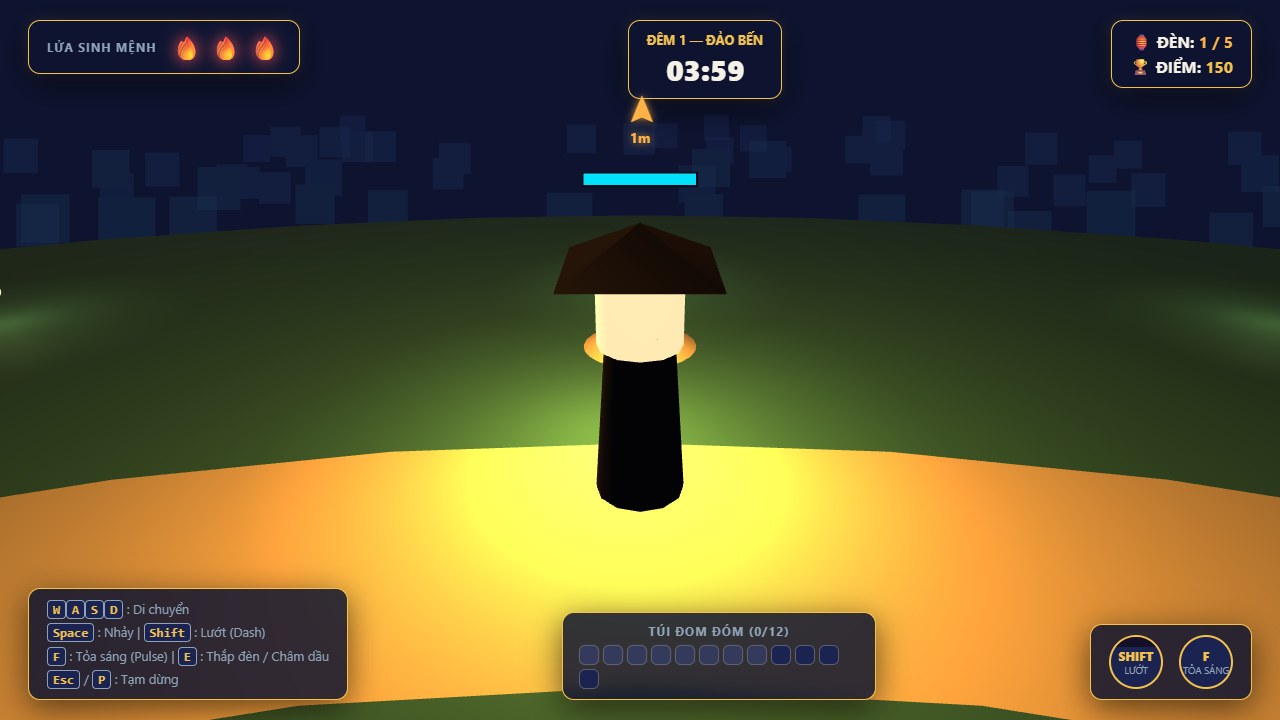 LỬA SINH MỆNH
ĐÊM 1 — ĐẢO BẾN
03:59
ĐÈN: 1 / 5
ĐIỂM: 150
1m
W A S D : Di chuyển
Space : Nhảy | Shift : Lướt (Dash)
F : Tỏa sáng (Pulse) | E : Thắp đèn / Châm dầu
Esc / P : Tạm dừng
TÚI ĐOM ĐÓM (0/12)
SHIFT
LƯỚT
F
TỎA SÁNG